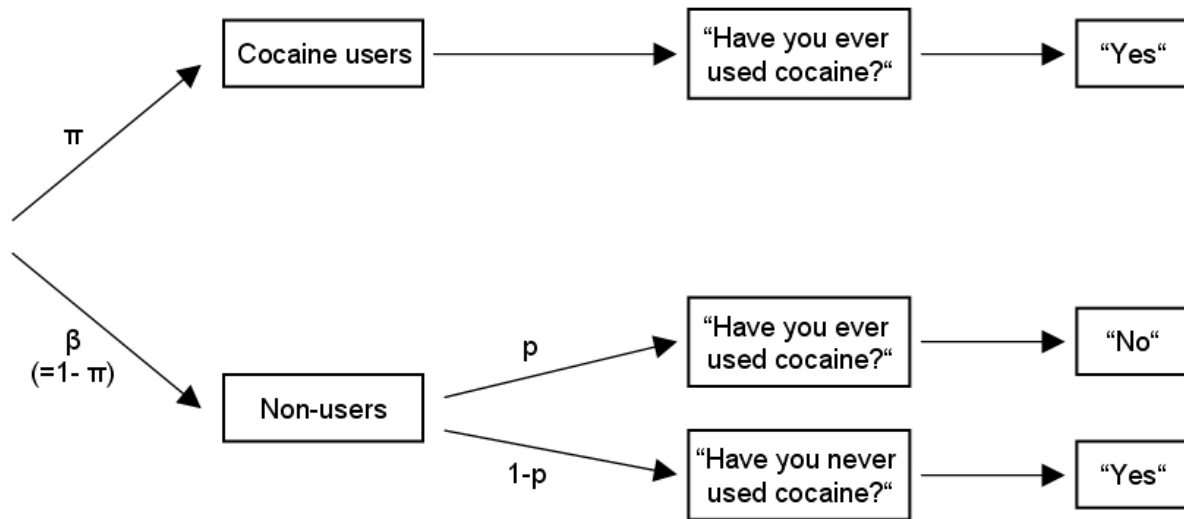 Cocaine users
“Have you ever
used cocaine?“
“Yes“
π
β
(=1- π)
Non-users
p
“Have you ever
used cocaine?“
“No“
1-p
“Have you never
used cocaine?“
“Yes“